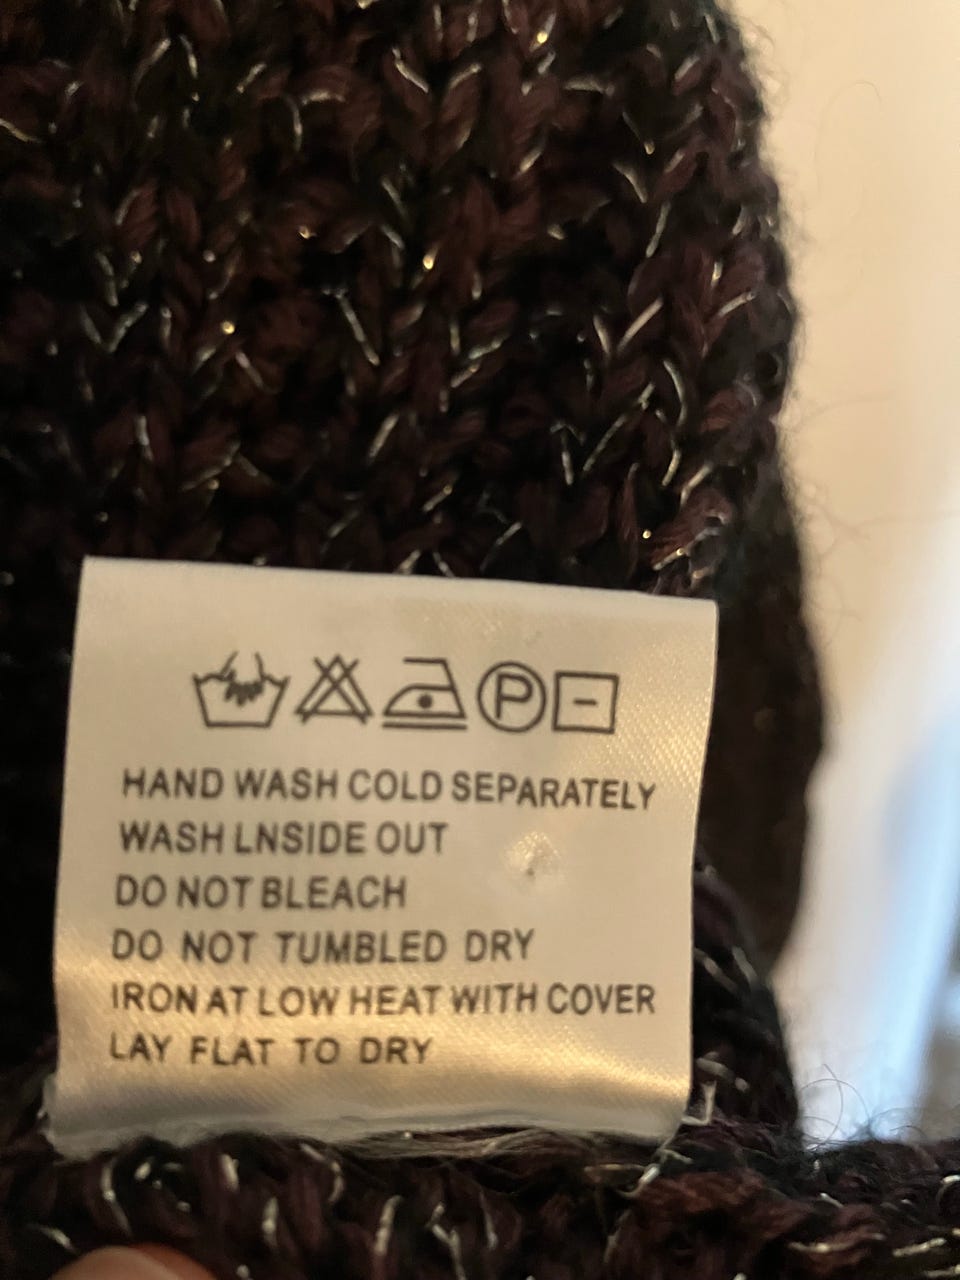 P
HAND WASH COLD SEPARATELY
WASH LNSIDE OUT
DO NOT BLEACH
DO NOT TUMBLED DRY
IRON AT LOW HEAT WITH COVER
LAY FLAT TO DRY